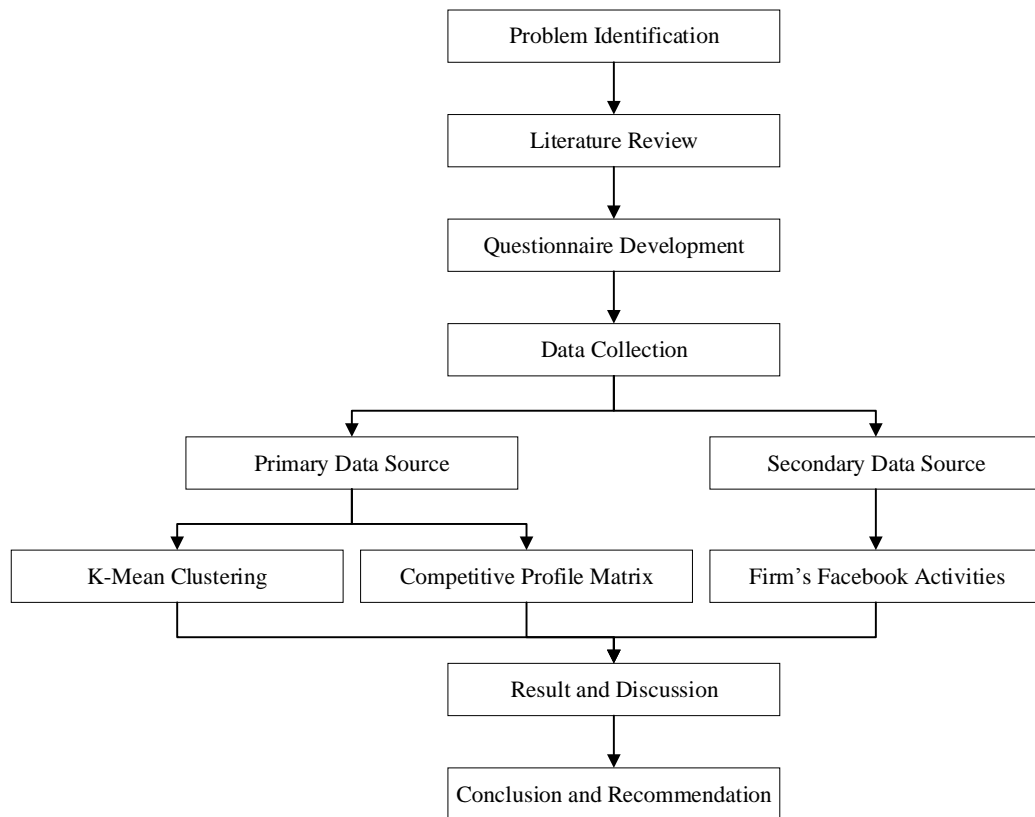 Problem Identification
Literature Review
Questionnaire Development
Data Collection
Primary Data Source
Secondary Data Source
K-Mean Clustering
Competitive Profile Matrix
Firm’s Facebook Activities
Result and Discussion
Conclusion and Recommendation